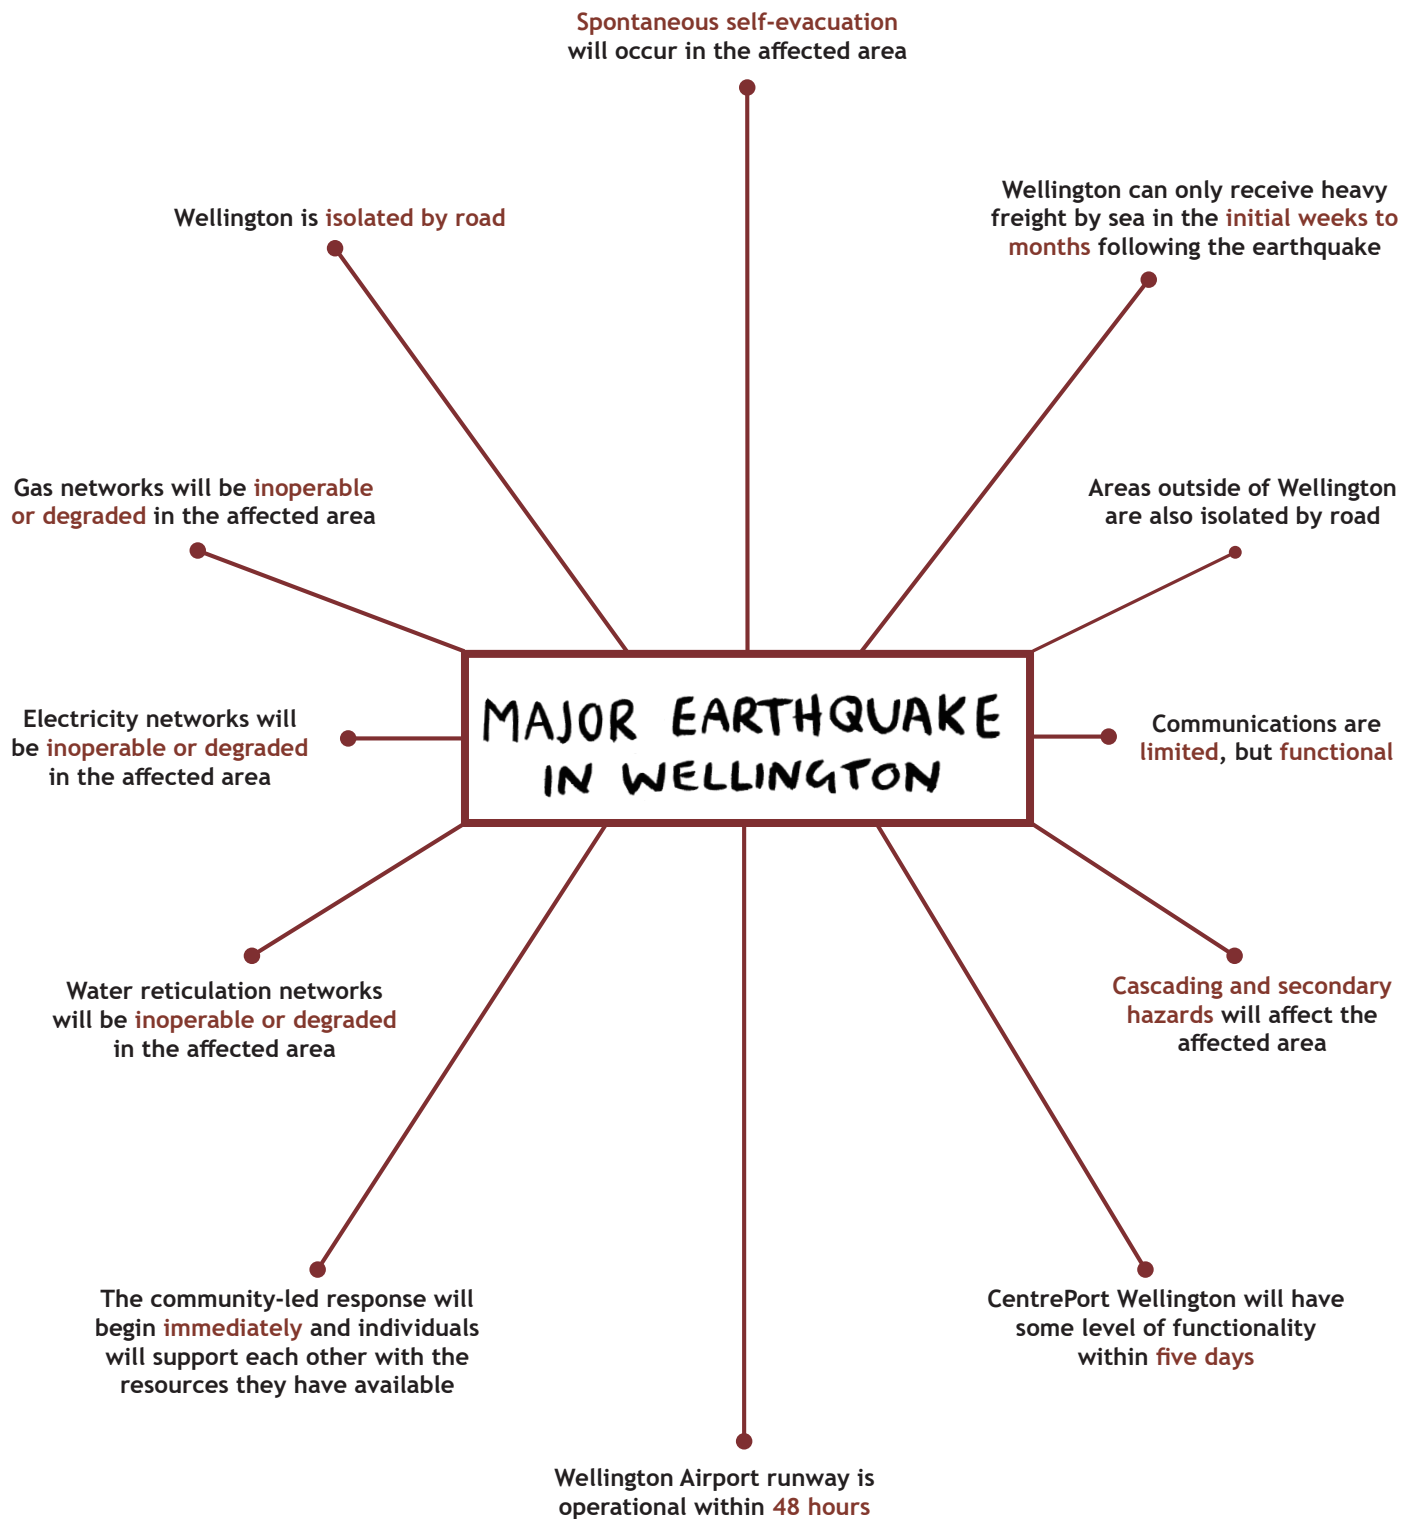 Spontaneous self-evacuation
will occur in the affected area
Wellington is isolated by road
Wellington can only receive heavy
freight by sea in the initial weeks to
months following the earthquake
Gas networks will be inoperable
or degraded in the affected area
Areas outside of Wellington
are also isolated by road
Electricity networks will
be inoperable or degraded
in the affected area
MAJOR EARTHQUAKE
IN WELLINGTON
Communications are
limited, but functional
Water reticulation networks
will be inoperable or degraded
in the affected area
Cascading and secondary
hazards will affect the
affected area
The community-led response will
begin immediately and individuals
will support each other with the
resources they have available
CentrePort Wellington will have
some level of functionality
within five days
Wellington Airport runway is
operational within 48 hours